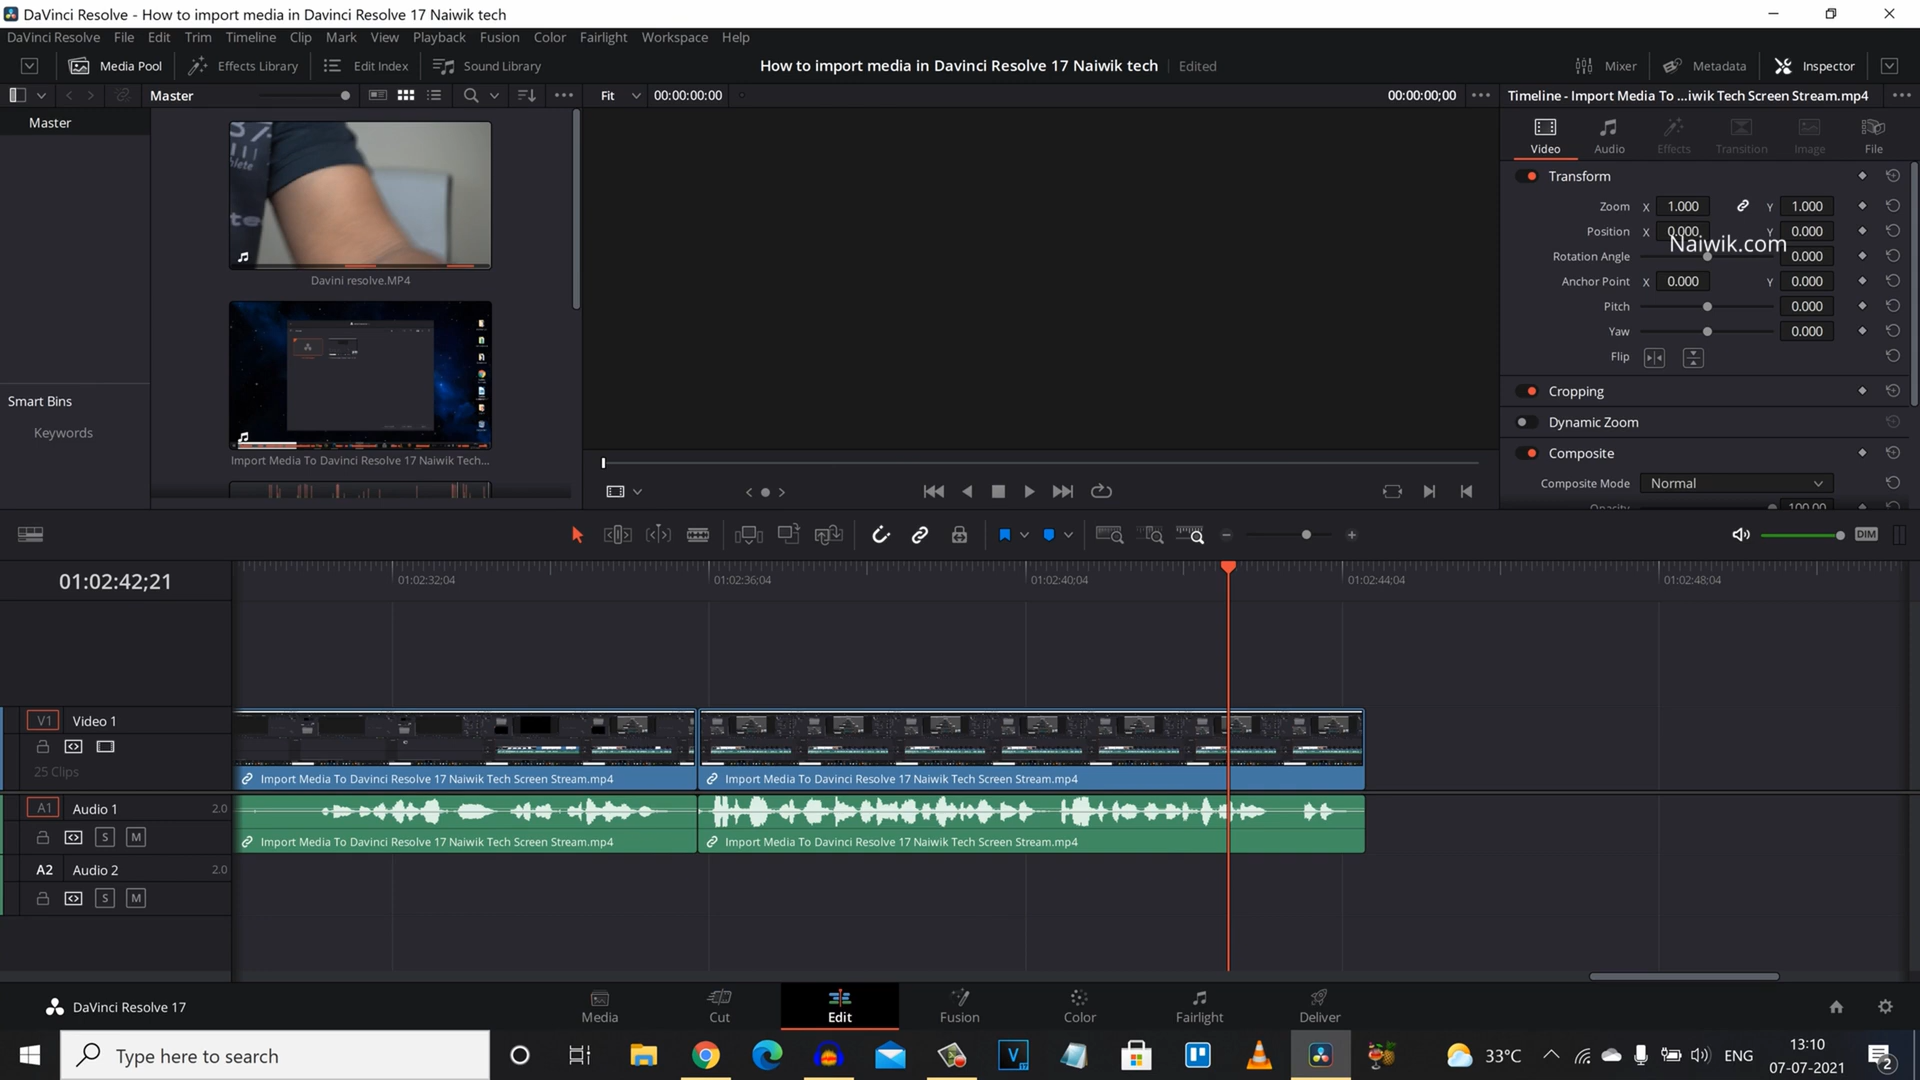 DaVinci Resolve - How to import media in Davinci Resolve 17 Naiwik tech
DaVinci Resolve File Edit Trim Timeline Clip Mark View Playback Fusion Color Fairlight Workspace Help
Media Pool Effects Library Edit Index Sound Library How to import media in Davinci Resolve 17 Naiwik tech Edited Mixer Metadata Inspector
Master Fit 00:00:00:00 00:00:00;00 Timeline - Import Media To ...iwik Tech Screen Stream.mp4
Master
Video Audio Effects Transition Image File
Transform
Zoom X 1.000 Y 1.000
Position X 0.000 Y 0.000
Naiwik.com
Rotation Angle 0.000
Anchor Point X 0.000 Y 0.000
Pitch 0.000
Yaw 0.000
Flip
Davini resolve.MP4
Cropping
Smart Bins
Dynamic Zoom
Keywords
Composite
Import Media To Davinci Resolve 17 Naiwik Tech...
Composite Mode Normal
Opacity 100.00
DIM
01:02:42;21
01:02:32;04 01:02:36;04 01:02:40;04 01:02:44;04 01:02:48;04
V1 Video 1
25 Clips
Import Media To Davinci Resolve 17 Naiwik Tech Screen Stream.mp4 Import Media To Davinci Resolve 17 Naiwik Tech Screen Stream.mp4
A1 Audio 1 2.0
S M
Import Media To Davinci Resolve 17 Naiwik Tech Screen Stream.mp4 Import Media To Davinci Resolve 17 Naiwik Tech Screen Stream.mp4
A2 Audio 2 2.0
S M
DaVinci Resolve 17
Media Cut Edit Fusion Color Fairlight Deliver
Type here to search
33°C ENG
13:10
07-07-2021
2